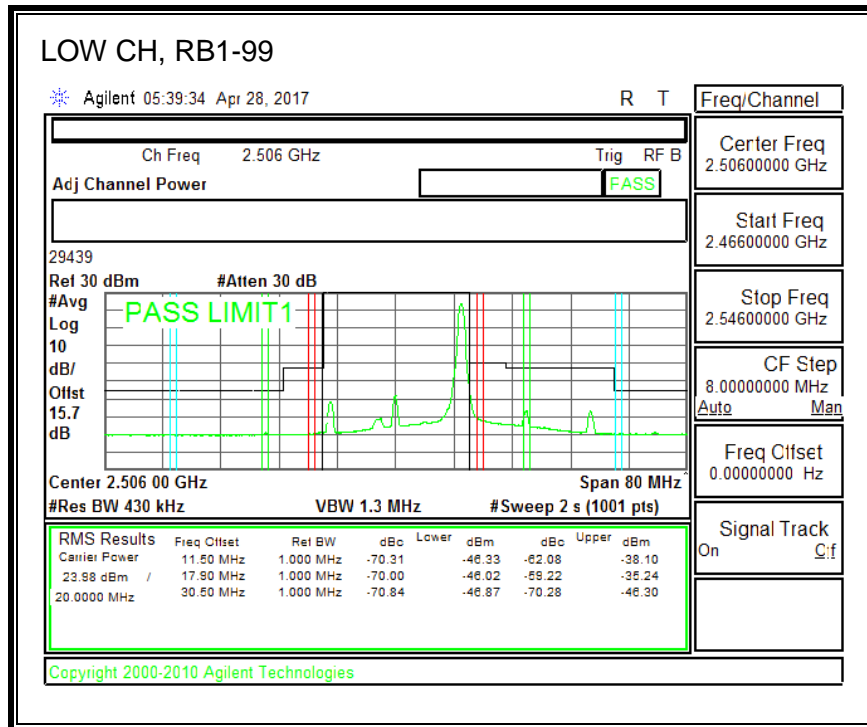 LOW CH, RB1-99
Agilent 05:39:34 Apr 28, 2017 R T
Ch Freq 2.506 GHz Trig RF B
Adj Channel Power PASS
29439
Ref 30 dBm #Atten 30 dB
#Avg
Log
10
dB/
Offst
15.7
dB
PASS LIMIT1
Center 2.506 00 GHz Span 80 MHz^
#Res BW 430 kHz VBW 1.3 MHz #Sweep 2 s (1001 pts)
RMS Results Freq Offset Ref BW dBc Lower dBm dBc Upper dBm
Carrier Power 11.50 MHz 1.000 MHz -70.31 -46.33 -62.08 -38.10
23.98 dBm / 17.90 MHz 1.000 MHz -70.00 -46.02 -59.22 -35.24
20.0000 MHz 30.50 MHz 1.000 MHz -70.84 -46.87 -70.28 -46.30
Copyright 2000-2010 Agilent Technologies
Freq/Channel
Center Freq
2.50600000 GHz
Start Freq
2.46600000 GHz
Stop Freq
2.54600000 GHz
CF Step
8.00000000 MHz
Auto Man
Freq Offset
0.00000000 Hz
Signal Track
On Off